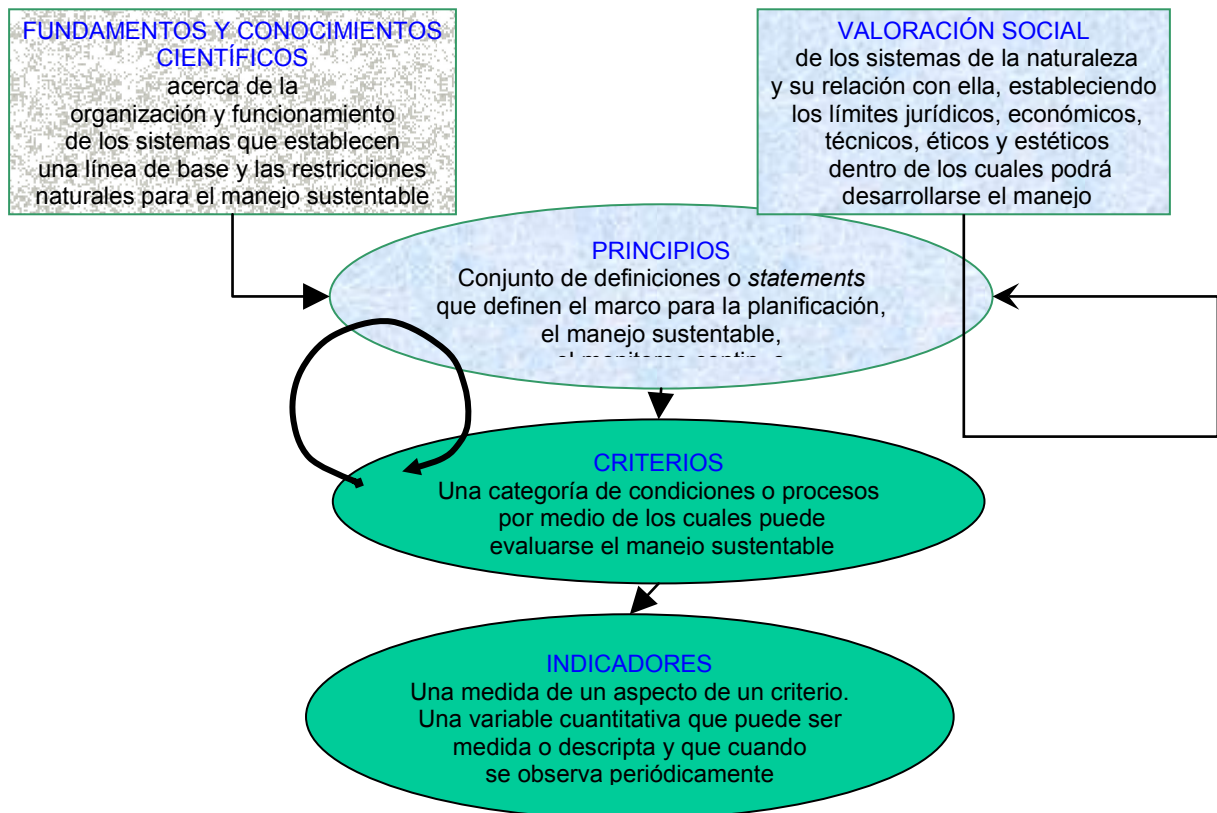 FUNDAMENTOS Y CONOCIMIENTOS
CIENTÍFICOS
acerca de la
organización y funcionamiento
de los sistemas que establecen
una línea de base y las restricciones
naturales para el manejo sustentable
VALORACIÓN SOCIAL
de los sistemas de la naturaleza
y su relación con ella, estableciendo
los límites jurídicos, económicos,
técnicos, éticos y estéticos
dentro de los cuales podrá
desarrollarse el manejo
PRINCIPIOS
Conjunto de definiciones o statements
que definen el marco para la planificación,
el manejo sustentable,
CRITERIOS
Una categoría de condiciones o procesos
por medio de los cuales puede
evaluarse el manejo sustentable
INDICADORES
Una medida de un aspecto de un criterio.
Una variable cuantitativa que puede ser
medida o descripta y que cuando
se observa periódicamente